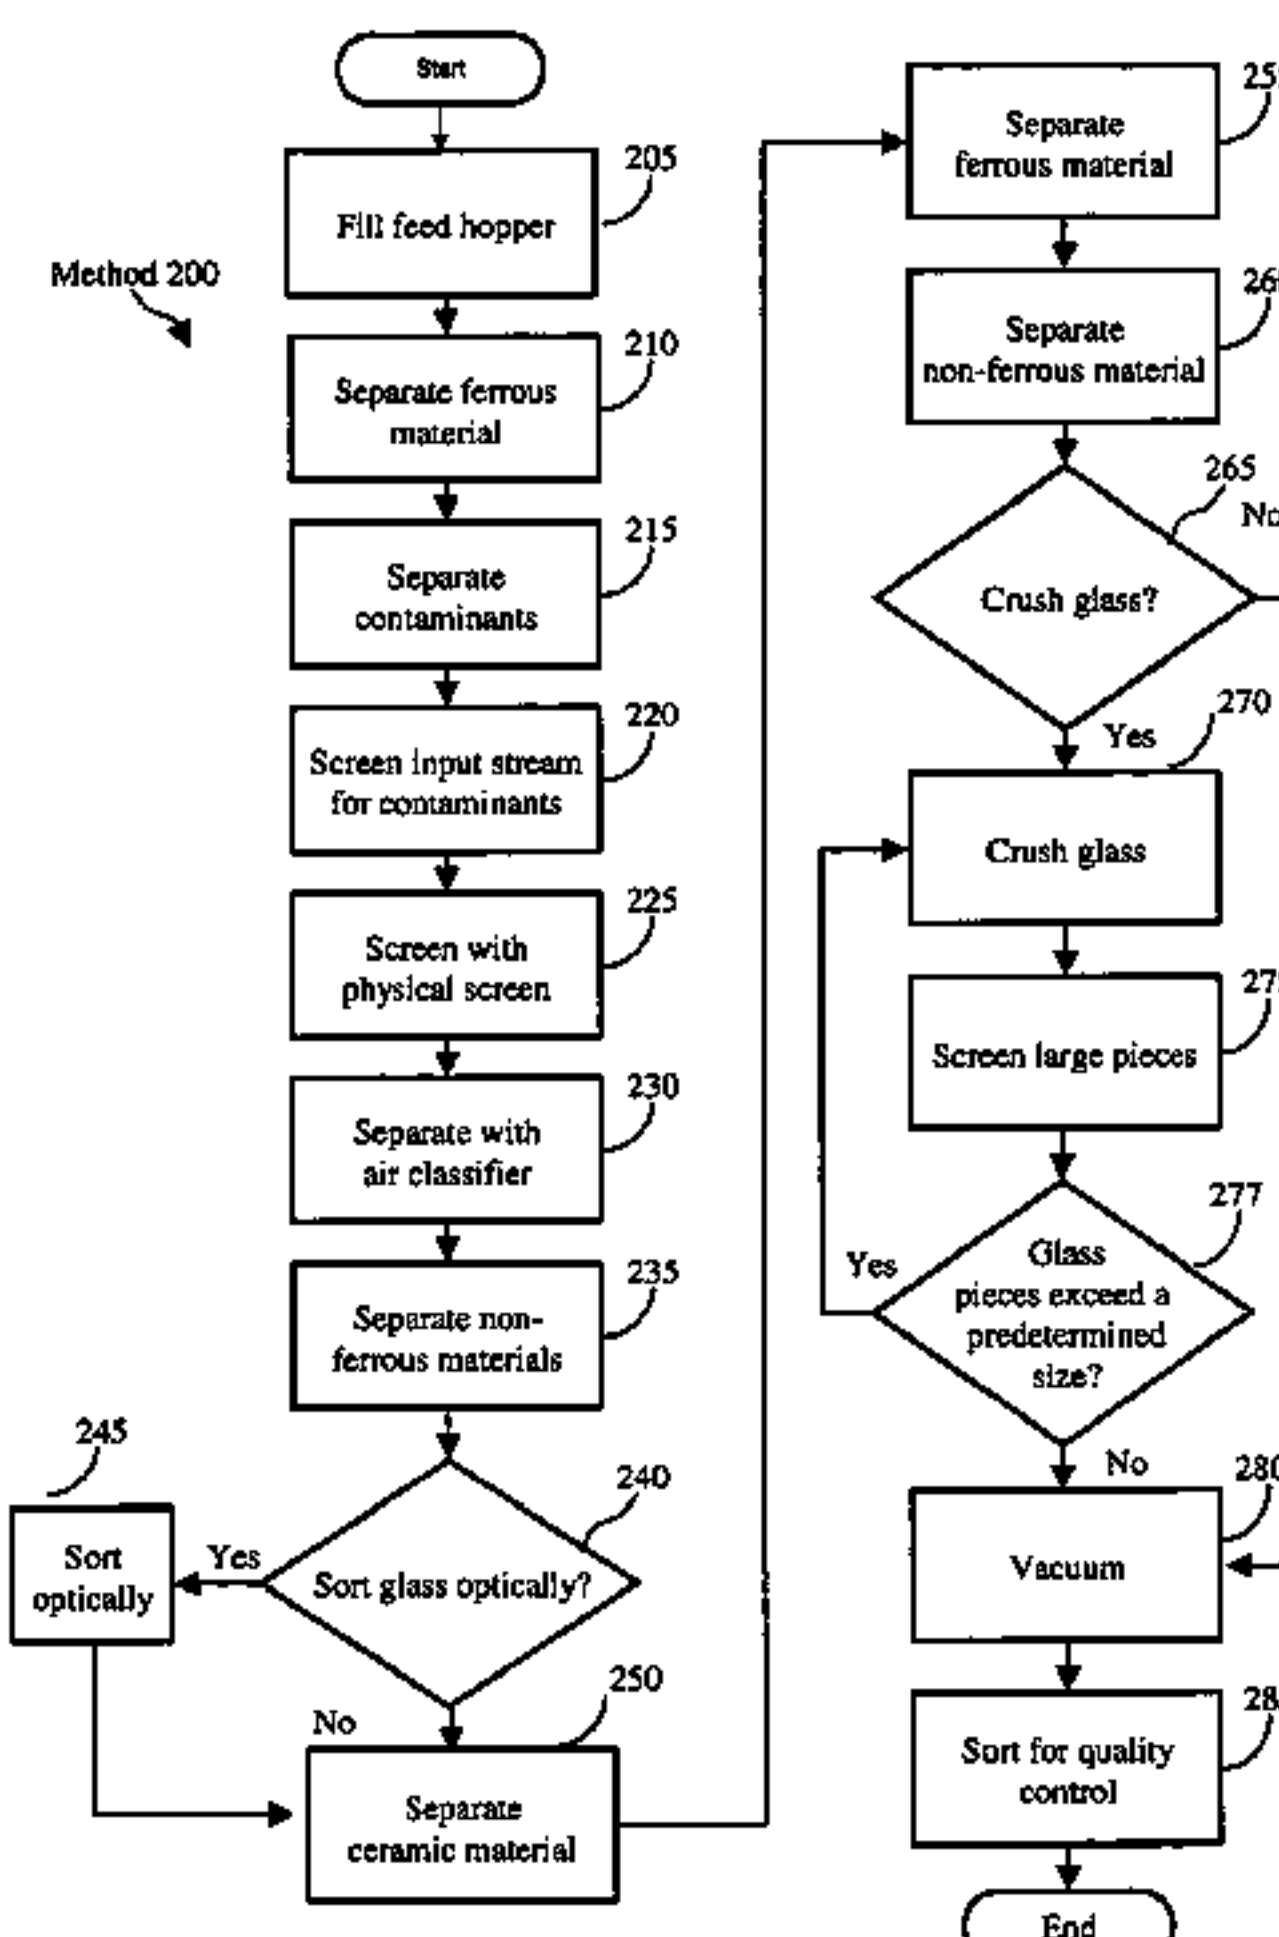 Start
205
Fill feed hopper
Method 200
210
Separate ferrous
material
215
Separate
contaminants
220
Screen input stream
for contaminants
225
Screen with
physical screen
230
Separate with
air classifier
235
Separate non-
ferrous materials
245
240
Sort
optically
Yes
Sort glass optically?
250
No
Separate
ceramic material
Separate
ferrous material
Separate
non-ferrous material
265
No
Crush glass?
270
Yes
Crush glass
Screen large pieces
277
Yes
Glass
pieces exceed a
predetermined
size?
No
280
Vacuum
Sort for quality
control
End